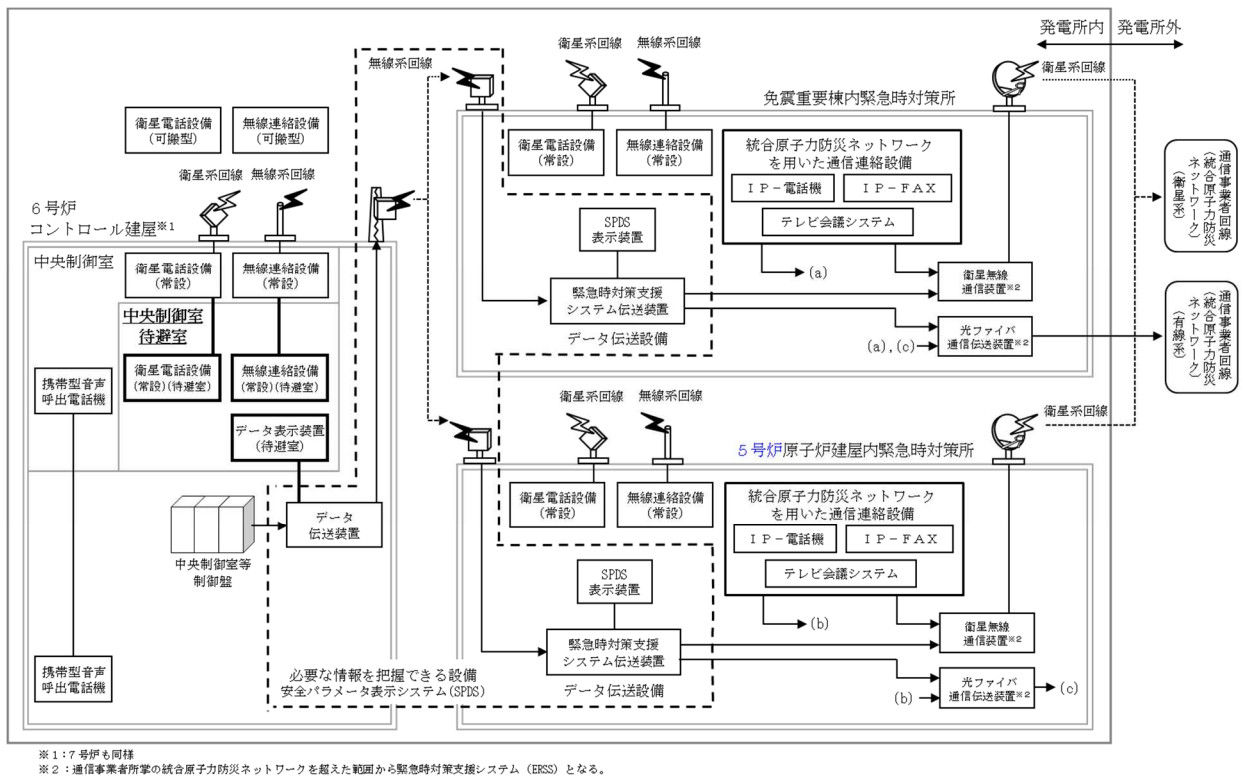 発電所内 発電所外
衛星系回線
無線系回線
無線系回線
衛星系回線
免震重要棟内緊急時対策所
衛星電話設備
(可搬型)
無線連絡設備
(可搬型)
衛星系回線
無線系回線
6号炉
コントロール建屋※1
中央制御室
衛星電話設備
(常設)
無線連絡設備
(常設)
中央制御室
待避室
衛星電話設備
(常設)(待避室)
無線連絡設備
(常設)(待避室)
データ表示装置
(待避室)
携帯型音声
呼出電話機
中央制御室等
制御盤
データ
伝送装置
携帯型音声
呼出電話機
必要な情報を把握できる設備
安全パラメータ表示システム(SPDS)
衛星電話設備
(常設)
無線連絡設備
(常設)
統合原子力防災ネットワーク
を用いた通信連絡設備
IP-電話機
IP-FAX
テレビ会議システム
SPDS
表示装置
(a)
緊急時対策支援
システム伝送装置
データ伝送設備
衛星無線
通信装置※2
光ファイバ
通信伝送装置※2
(a),(c)
通信事業者回線
(統合原子力防災
ネットワーク)
(衛星系)
通信事業者回線
(統合原子力防災
ネットワーク)
(有線系)
衛星系回線
無線系回線
衛星系回線
5号炉原子炉建屋内緊急時対策所
衛星電話設備
(常設)
無線連絡設備
(常設)
統合原子力防災ネットワーク
を用いた通信連絡設備
IP-電話機
IP-FAX
テレビ会議システム
SPDS
表示装置
(b)
緊急時対策支援
システム伝送装置
データ伝送設備
衛星無線
通信装置※2
光ファイバ
通信伝送装置※2
(b)
(c)
※1:7号炉も同様
※2:通信事業者所掌の統合原子力防災ネットワークを超えた範囲から緊急時対策支援システム(ERSS)となる。